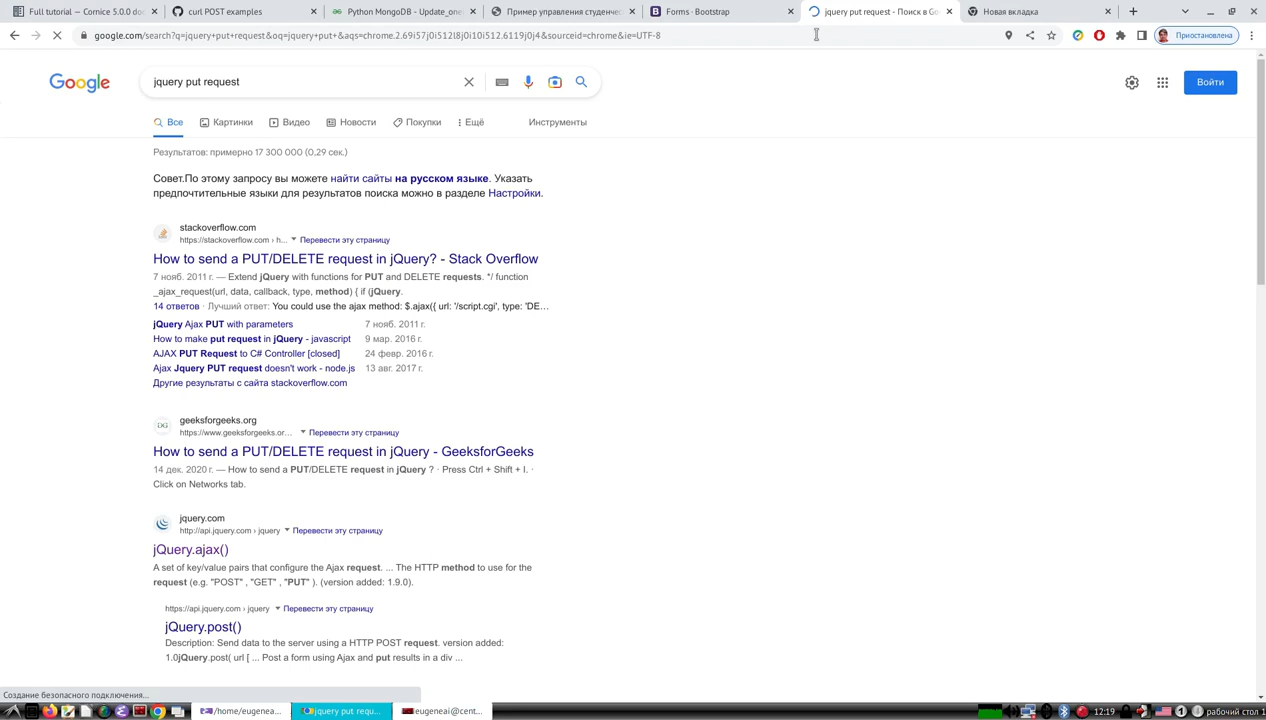 Full tutorial — Cornice 5.0.0 doc
curl POST examples
Python MongoDB - Update_one
Пример управления студенчес
Forms · Bootstrap
jquery put request - Поиск в Go
Новая вкладка
google.com/search?q=jquery+put+request&oq=jquery+put+&aqs=chrome.2.69i57j0i512l8j0i10i512.6119j0j4&sourceid=chrome&ie=UTF-8
Приостановлена
Google
jquery put request
Войти
Все
Картинки
Видео
Новости
Покупки
Ещё
Инструменты
Результатов: примерно 17 300 000 (0,29 сек.)
Совет.По этому запросу вы можете найти сайты на русском языке. Указать
предпочтительные языки для результатов поиска можно в разделе Настройки.
stackoverflow.com
https://stackoverflow.com › h... Перевести эту страницу
How to send a PUT/DELETE request in jQuery? - Stack Overflow
7 нояб. 2011 г. — Extend jQuery with functions for PUT and DELETE requests. */ function
_ajax_request(url, data, callback, type, method) { if (jQuery.
14 ответов · Лучший ответ: You could use the ajax method: $.ajax({ url: '/script.cgi', type: 'DE...
jQuery Ajax PUT with parameters 7 нояб. 2011 г.
How to make put request in jQuery - javascript 9 мар. 2016 г.
AJAX PUT Request to C# Controller [closed] 24 февр. 2016 г.
Ajax Jquery PUT request doesn't work - node.js 13 авг. 2017 г.
Другие результаты с сайта stackoverflow.com
geeksforgeeks.org
https://www.geeksforgeeks.or... Перевести эту страницу
How to send a PUT/DELETE request in jQuery - GeeksforGeeks
14 дек. 2020 г. — How to send a PUT/DELETE request in jQuery ? · Press Ctrl + Shift + I. ·
Click on Networks tab.
jquery.com
http://api.jquery.com › jquery Перевести эту страницу
jQuery.ajax()
A set of key/value pairs that configure the Ajax request. ... The HTTP method to use for the
request (e.g. "POST" , "GET" , "PUT" ). (version added: 1.9.0).
https://api.jquery.com › jquery Перевести эту страницу
jQuery.post()
Description: Send data to the server using a HTTP POST request. version added:
1.0jQuery.post( url [ ... Post a form using Ajax and put results in a div ...
Создание безопасного подключения...
/home/eugenea...
jquery put requ...
eugeneai@cent...
12:19
рабочий стол 1